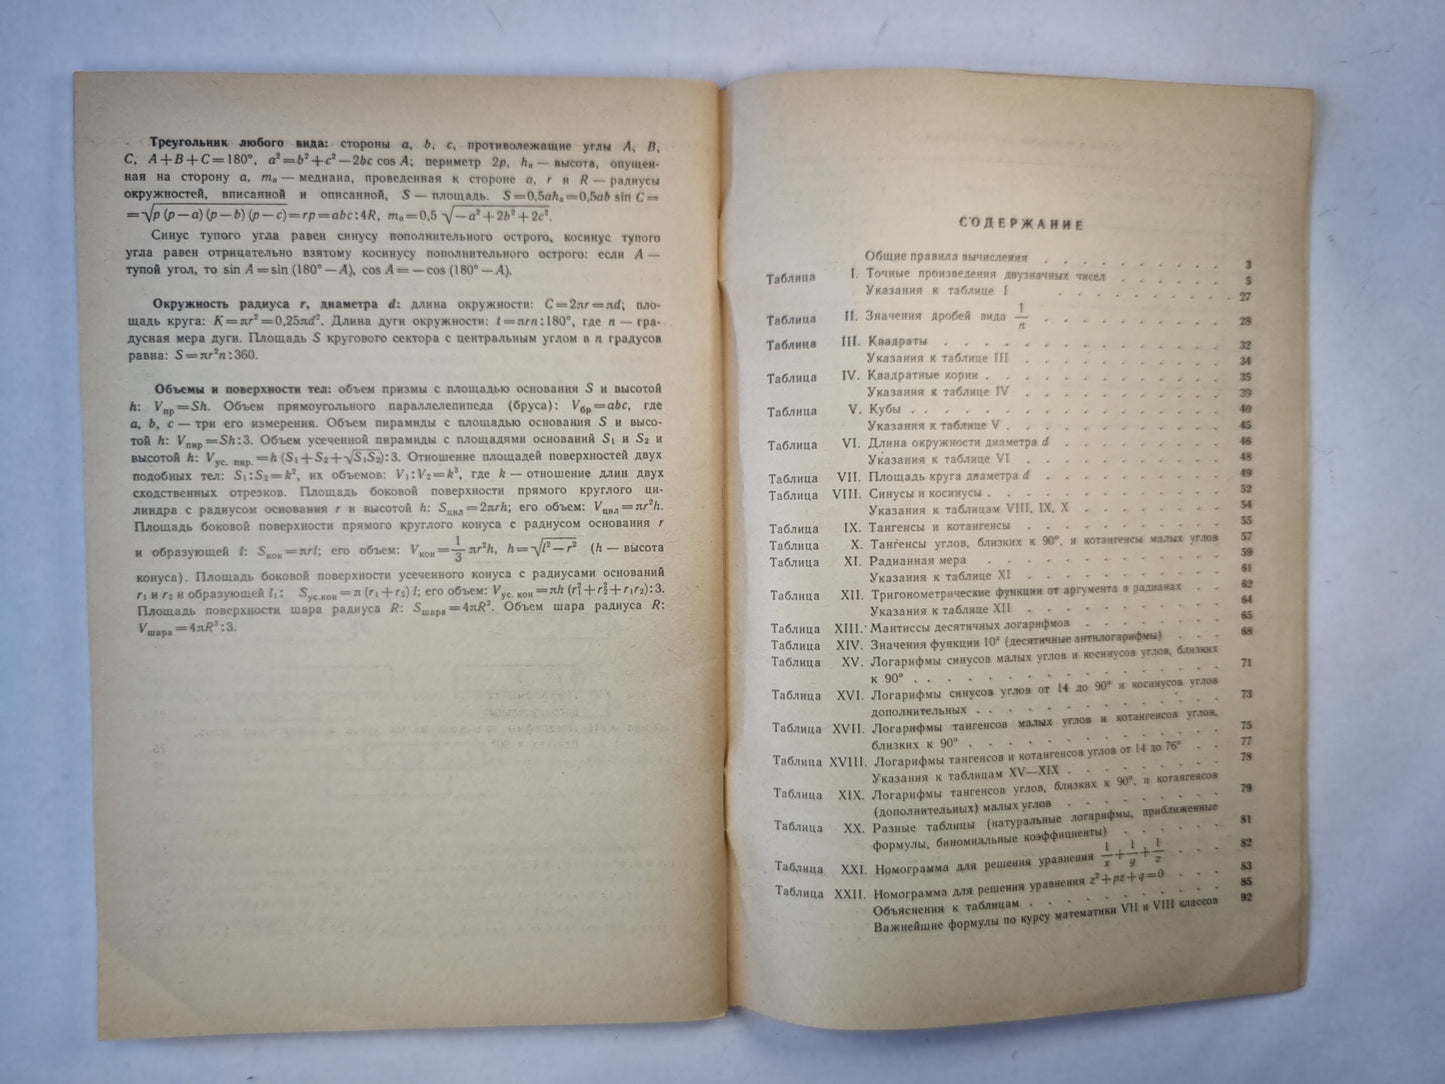 Треугольник любого вида: стороны a, b, c, противолежащие углы A, B,
C, A+B+C=180°, a²=b²+c²—2bc cos A; периметр 2p, hₐ — высота, опущен-
ная на сторону a, mₐ — медиана, проведенная к стороне a, r и R — радиусы
окружностей, вписанной и описанной, S — площадь. S=0,5ahₐ=0,5ab sin C=
=√p (p—a) (p—b) (p—c)=rp=abc:4R, mₐ=0,5 √—a²+2b²+2c².
Синус тупого угла равен синусу пополнительного острого, косинус тупого
угла равен отрицательно взятому косинусу пополнительного острого: если A —
тупой угол, то sin A=sin (180°—A), cos A=—cos (180°—A).
Окружность радиуса r, диаметра d: длина окружности: C=2πr=πd; пло-
щадь круга: K=πr²=0,25πd². Длина дуги окружности: l=πrn:180°, где n — гра-
дусная мера дуги. Площадь S кругового сектора с центральным углом в n градусов
равна: S=πr²n:360.
Объемы и поверхности тел: объем призмы с площадью основания S и высотой
h: Vпр=Sh. Объем прямоугольного параллелепипеда (бруса): Vбр=abc, где
a, b, c — три его измерения. Объем пирамиды с площадью основания S и высо-
той h: Vпир=Sh:3. Объем усеченной пирамиды с площадями оснований S₁ и S₂ и
высотой h: Vус. пир.=h (S₁+S₂+√S₁S₂):3. Отношение площадей поверхностей двух
подобных тел: S₁:S₂=k², их объемов: V₁:V₂=k³, где k — отношение длин двух
сходственных отрезков. Площадь боковой поверхности прямого круглого ци-
линдра с радиусом основания r и высотой h: Sцил=2πrh; его объем: Vцил=πr²h.
Площадь боковой поверхности прямого круглого конуса с радиусом основания r
и образующей l: Sкон=πrl; его объем: Vкон=1/3 πr²h, h=√l²—r² (h — высота
конуса). Площадь боковой поверхности усеченного конуса с радиусами оснований
r₁ и r₂ и образующей l₁: Sус.кон=π (r₁+r₂) l; его объем: Vус. кон=πh (r₁²+r₂²+r₁r₂):3.
Площадь поверхности шара радиуса R: Sшара=4πR². Объем шара радиуса R:
Vшара=4πR³:3.
СОДЕРЖАНИЕ
Общие правила вычисления . . . . . . . . . . 3
Таблица I. Точные произведения двузначных чисел . . . . . . 5
Указания к таблице I . . . . . . . . . 27
Таблица II. Значения дробей вида 1/n . . . . . . . . . . 28
Таблица III. Квадраты . . . . . . . . . . . . . 32
Указания к таблице III . . . . . . . . . . . 34
Таблица IV. Квадратные корни . . . . . . . . . . . . 35
Указания к таблице IV . . . . . . . . . . . 39
Таблица V. Кубы . . . . . . . . . . . . . . . 40
Указания к таблице V . . . . . . . . . . . . 45
Таблица VI. Длина окружности диаметра d . . . . . . . . 46
Указания к таблице VI . . . . . . . . . . . 48
Таблица VII. Площадь круга диаметра d . . . . . . . . . 49
Таблица VIII. Синусы и косинусы . . . . . . . . . . . . 52
Указания к таблицам VIII, IX, X . . . . . . . . 54
Таблица IX. Тангенсы и котангенсы . . . . . . . . . . . 55
Таблица X. Тангенсы углов, близких к 90°, и котангенсы малых углов 57
Таблица XI. Радианная мера . . . . . . . . . . . . 59
Указания к таблице XI . . . . . . . . . . . 61
Таблица XII. Тригонометрические функции от аргумента в радианах . . 62
Указания к таблице XII . . . . . . . . . . . 64
Таблица XIII. Мантиссы десятичных логарифмов . . . . . . . 65
Таблица XIV. Значения функции 10ˣ (десятичные антилогарифмы) . . . 68
Таблица XV. Логарифмы синусов малых углов и косинусов углов, близких
к 90° . . . . . . . . . . . . . . . . 71
Таблица XVI. Логарифмы синусов углов от 14 до 90° и косинусов углов
дополнительных . . . . . . . . . . . . . 73
Таблица XVII. Логарифмы тангенсов малых углов и котангенсов углов,
близких к 90° . . . . . . . . . . . . . 75
Таблица XVIII. Логарифмы тангенсов и котангенсов углов от 14 до 76° . . 77
Указания к таблицам XV—XIX . . . . . . . . 78
Таблица XIX. Логарифмы тангенсов углов, близких к 90°, и котангенсов
(дополнительных) малых углов . . . . . . . . 79
Таблица XX. Разные таблицы (натуральные логарифмы, приближенные
формулы, биномиальные коэффициенты) . . . . . . 81
Таблица XXI. Номограмма для решения уравнения 1/x+1/y+1/z . . . 82
Таблица XXII. Номограмма для решения уравнения z²+pz+q=0 . . . 83
Объяснения к таблицам . . . . . . . . . . 85
Важнейшие формулы по курсу математики VII и VIII классов 92